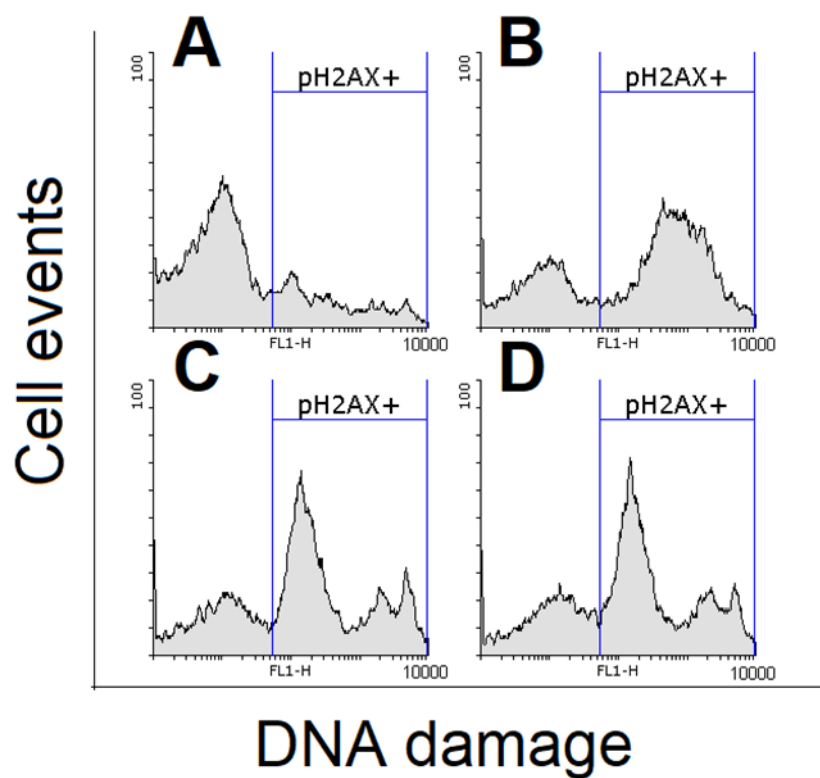 A
B
100
pH2AX+
FL1-H
10000
100
pH2AX+
FL1-H
10000
C
D
100
pH2AX+
FL1-H
10000
100
pH2AX+
FL1-H
10000
Cell events
DNA damage